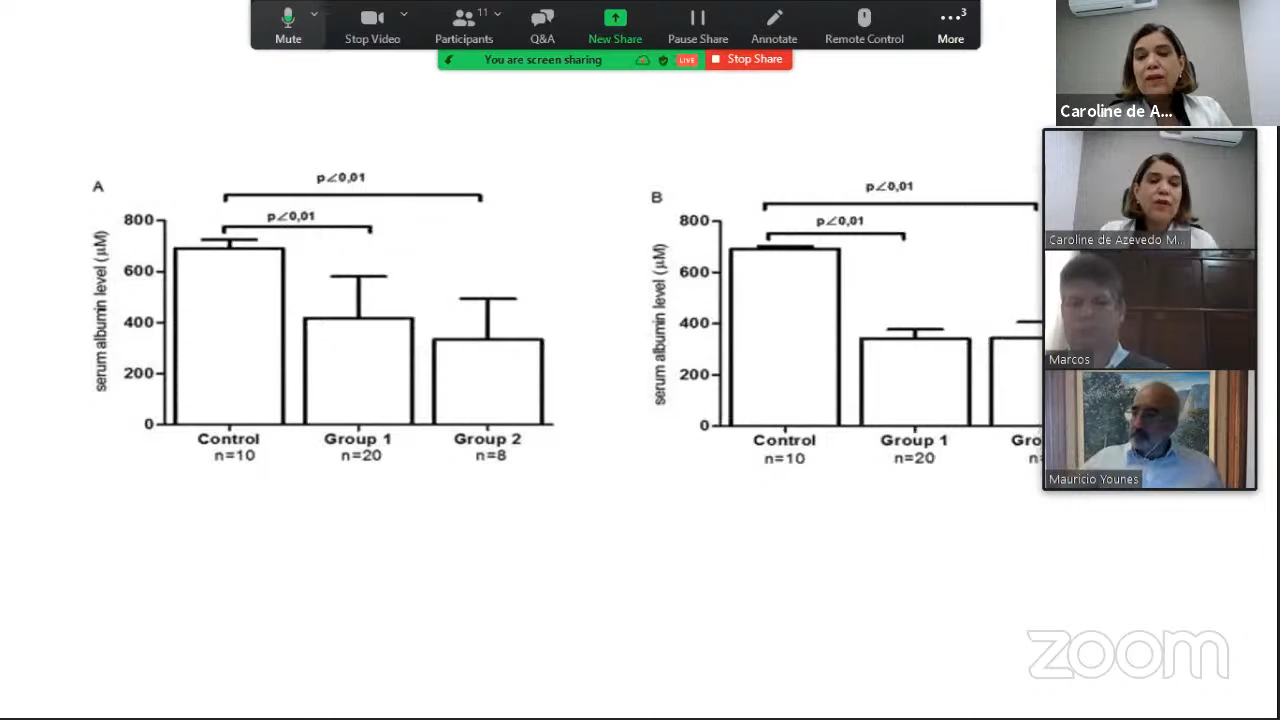 Mute
Stop Video
Participants
11
Q&A
New Share
Pause Share
Annotate
Remote Control
More
3
You are screen sharing
LIVE
Stop Share
Caroline de A...
Caroline de Azevedo M...
Marcos
Mauricio Younes
A
p∠0,01
p∠0,01
serum albumin level (µM)
800
600
400
200
0
Control
Group 1
Group 2
n=10
n=20
n=8
B
p∠0,01
p∠0,01
serum albumin level (µM)
800
600
400
200
0
Control
Group 1
Gro
n=10
n=20
n=
zoom